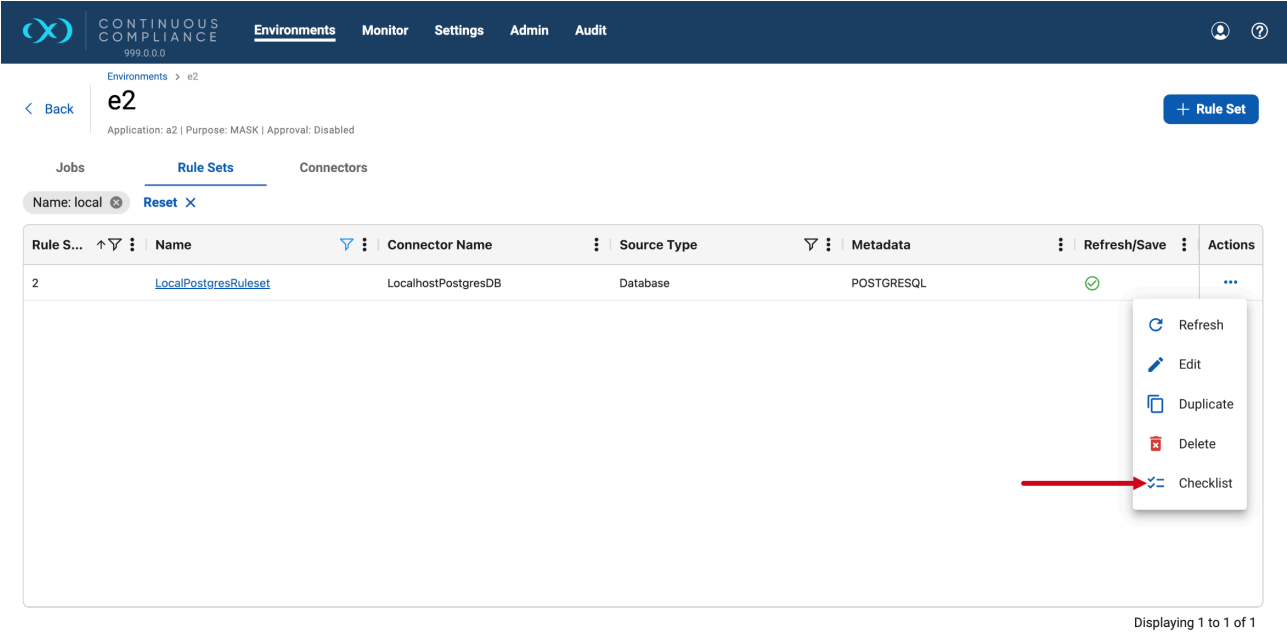 CONTINUOUS
COMPLIANCE
999.0.0.0
Environments Monitor Settings Admin Audit
Environments > e2
Back
e2
+ Rule Set
Application: a2 | Purpose: MASK | Approval: Disabled
Jobs Rule Sets Connectors
Name: local Reset
Rule S... Name Connector Name Source Type Metadata Refresh/Save Actions
2 LocalPostgresRuleset LocalhostPostgresDB Database POSTGRESQL
Refresh
Edit
Duplicate
Delete
Checklist
Displaying 1 to 1 of 1